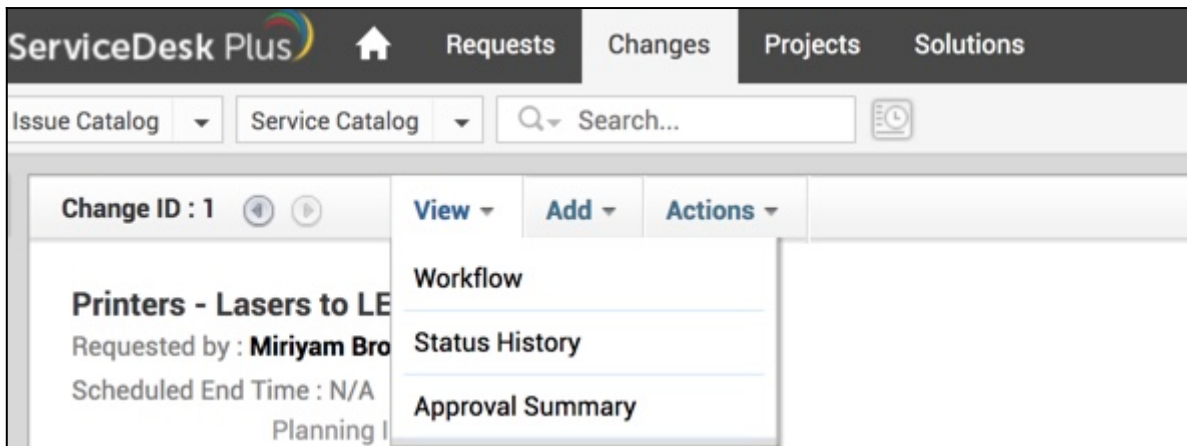 ServiceDesk Plus Requests Changes Projects Solutions
Issue Catalog Service Catalog Search...
Change ID : 1 View Add Actions
Workflow
Printers - Lasers to LE
Requested by : Miriyam Bro
Status History
Scheduled End Time : N/A
Approval Summary
Planning I